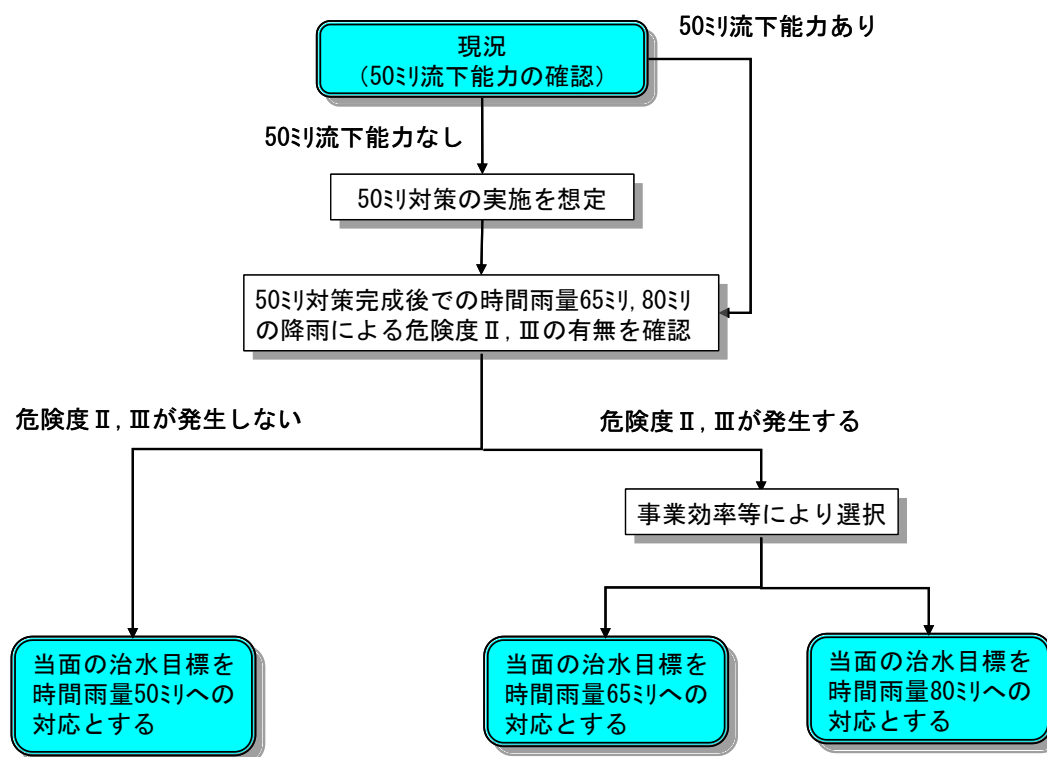 50ﾐﾘ流下能力あり
現況
(50ﾐﾘ流下能力の確認)
50ﾐﾘ流下能力なし
50ﾐﾘ対策の実施を想定
50ﾐﾘ対策完成後での時間雨量65ﾐﾘ,80ﾐﾘ
の降雨による危険度Ⅱ,Ⅲの有無を確認
危険度Ⅱ,Ⅲが発生しない
危険度Ⅱ,Ⅲが発生する
事業効率等により選択
当面の治水目標を
時間雨量50ﾐﾘへの
対応とする
当面の治水目標を
時間雨量65ﾐﾘへの
対応とする
当面の治水目標を
時間雨量80ﾐﾘへの
対応とする